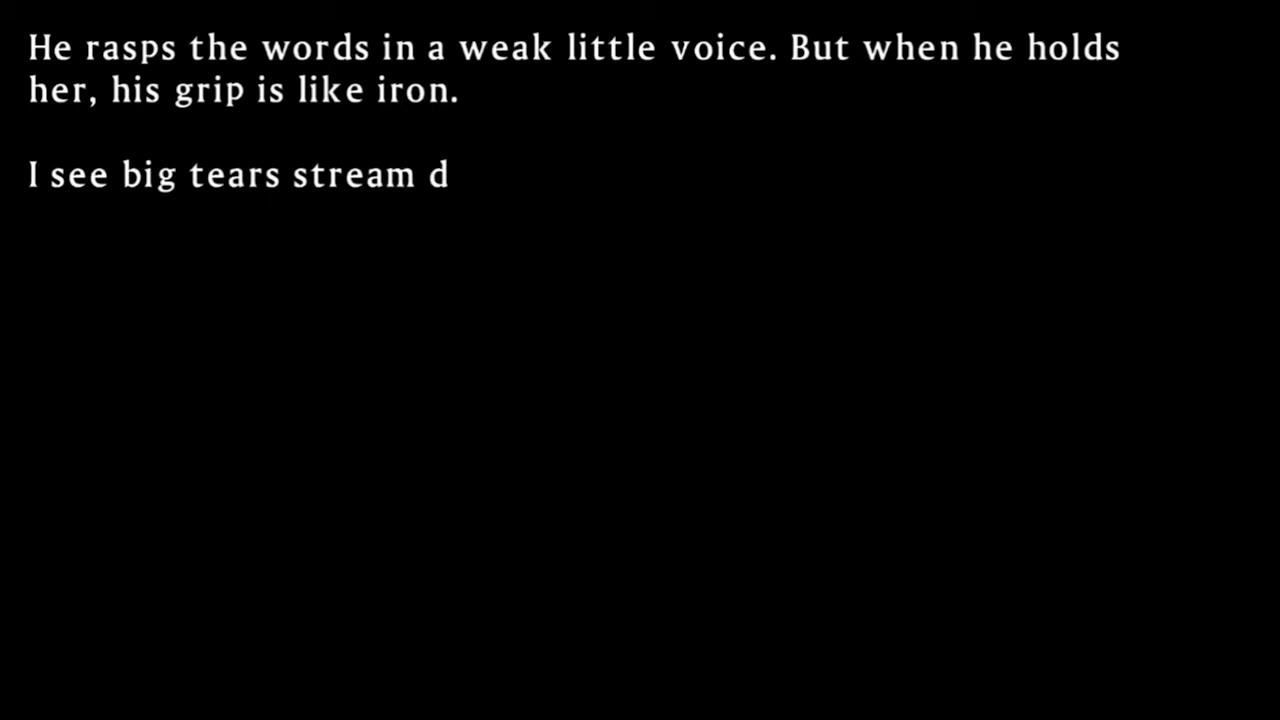 He rasps the words in a weak little voice. But when he holds
her, his grip is like iron.
I see big tears stream d